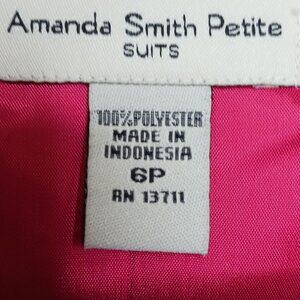 Amanda Smith Petite
SUITS
100% POLYESTER
MADE IN
INDONESIA
6P
RN 13711